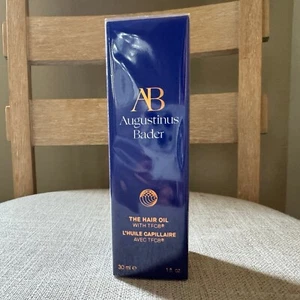 AB
Augustinus
Bader
THE HAIR OIL
WITH TFC8®
L'HUILE CAPILLAIRE
AVEC TFC8®
30 ml ℮ 1 fl. oz